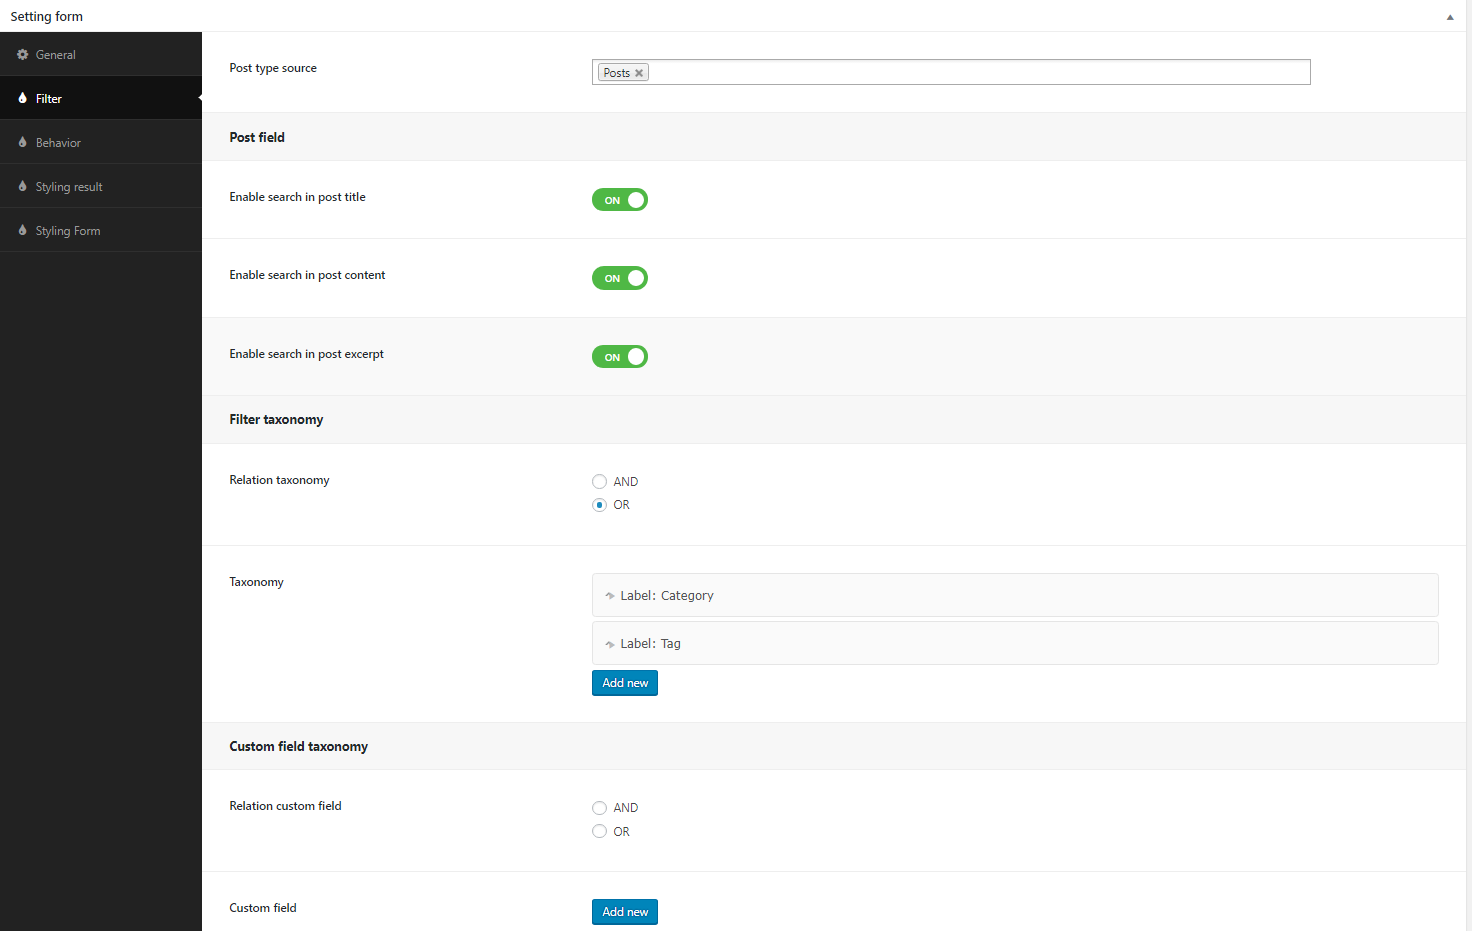 Setting form
General
Filter
Behavior
Styling result
Styling Form
Post type source
Posts
Post field
Enable search in post title
ON
Enable search in post content
ON
Enable search in post excerpt
ON
Filter taxonomy
Relation taxonomy
AND
OR
Taxonomy
Label: Category
Label: Tag
Add new
Custom field taxonomy
Relation custom field
AND
OR
Custom field
Add new